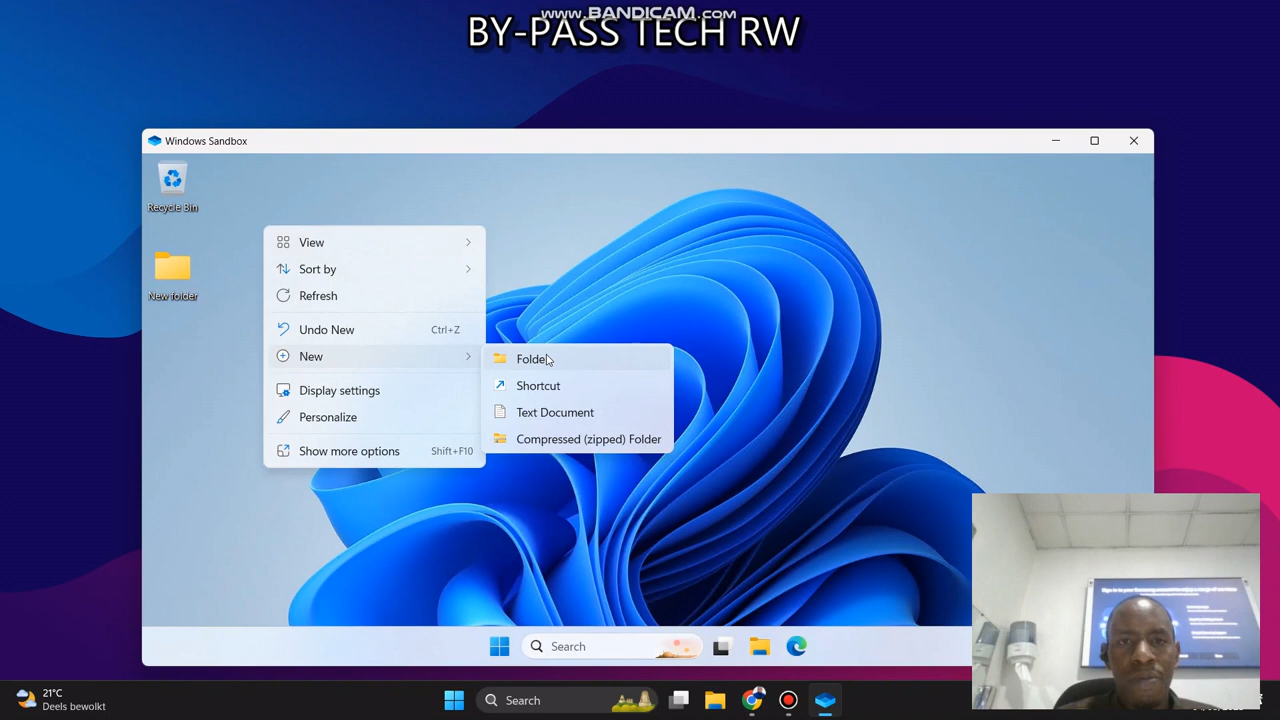 www.BANDICAM.com
BY-PASS TECH RW
Windows Sandbox
Recycle Bin
New folder
View
Sort by
Refresh
Undo New Ctrl+Z
New
Display settings
Personalize
Show more options Shift+F10
Folder
Shortcut
Text Document
Compressed (zipped) Folder
Search
21°C
Deels bewolkt
Search